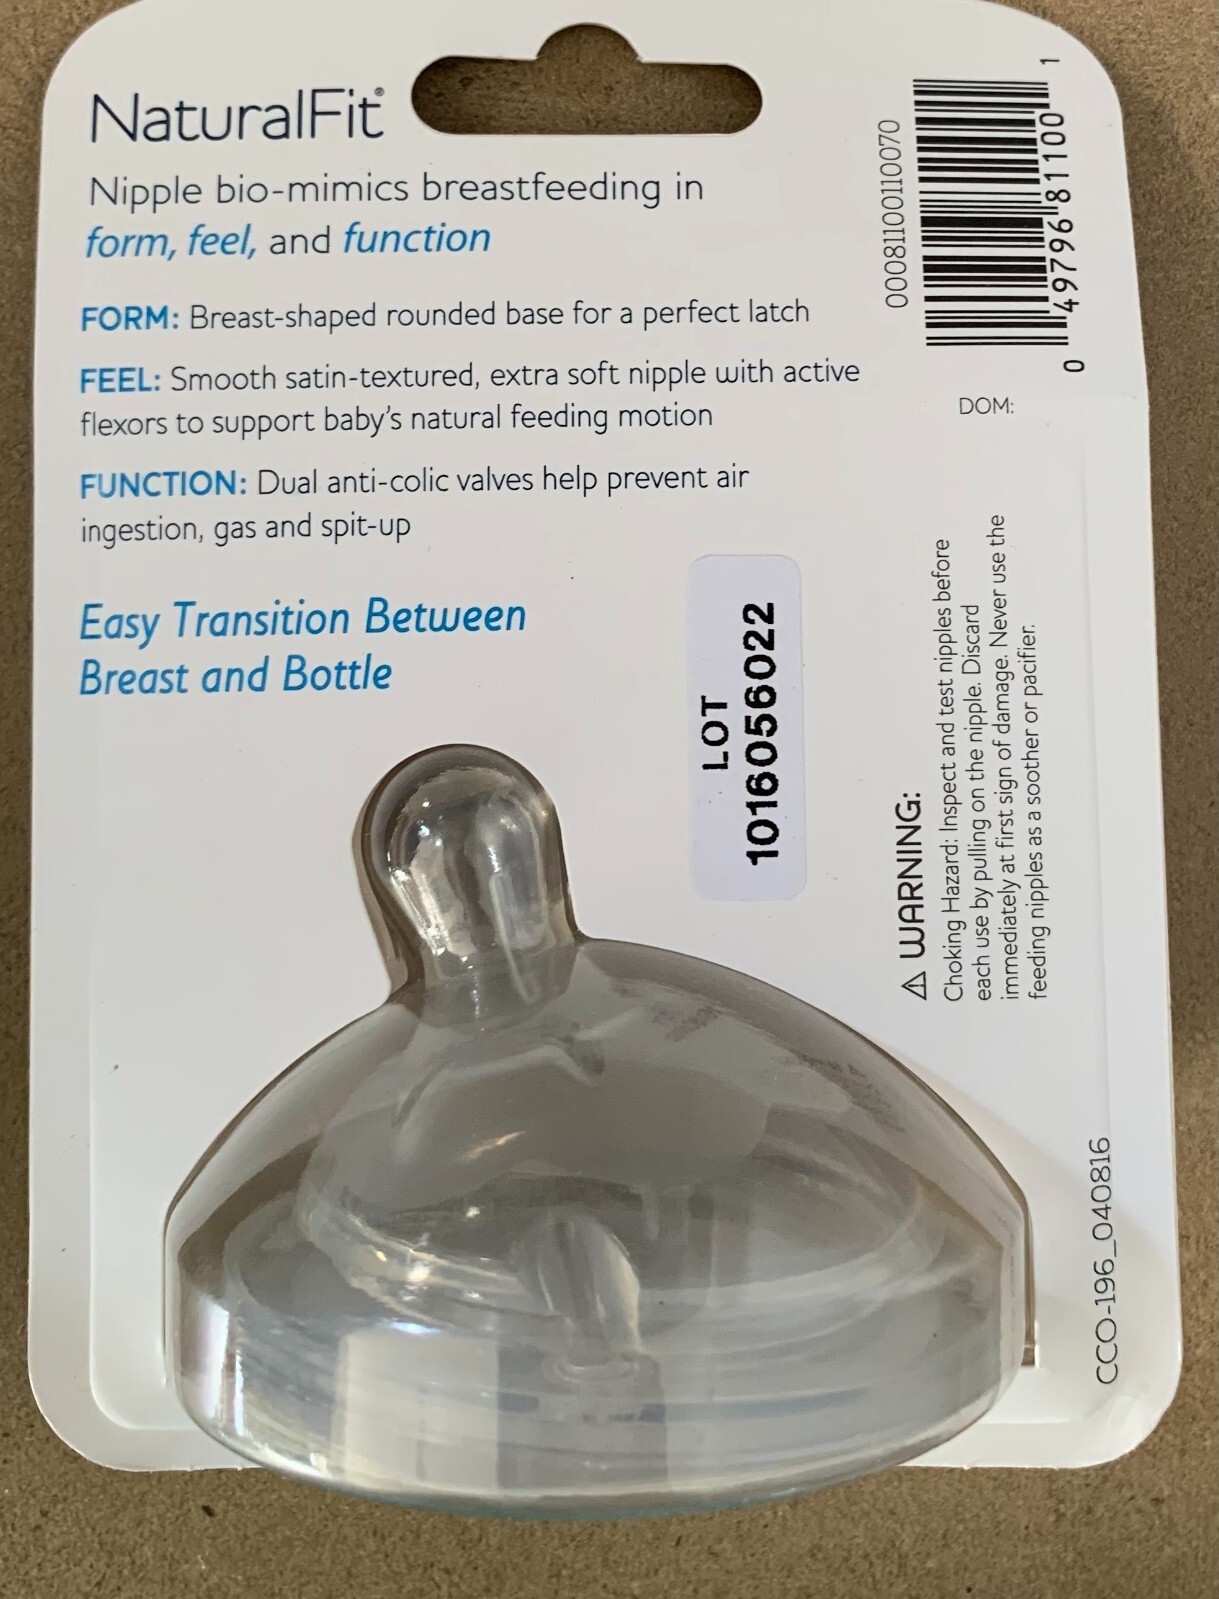 NaturalFit®
Nipple bio-mimics breastfeeding in
form, feel, and function
FORM: Breast-shaped rounded base for a perfect latch
FEEL: Smooth satin-textured, extra soft nipple with active
flexors to support baby's natural feeding motion
FUNCTION: Dual anti-colic valves help prevent air
ingestion, gas and spit-up
Easy Transition Between
Breast and Bottle
LOT
1016056022
00081100110070
0 49796 81100 1
DOM:
⚠ WARNING:
Choking Hazard: Inspect and test nipples before
each use by pulling on the nipple. Discard
immediately at first sign of damage. Never use the
feeding nipples as a soother or pacifier.
CCO-196_040816